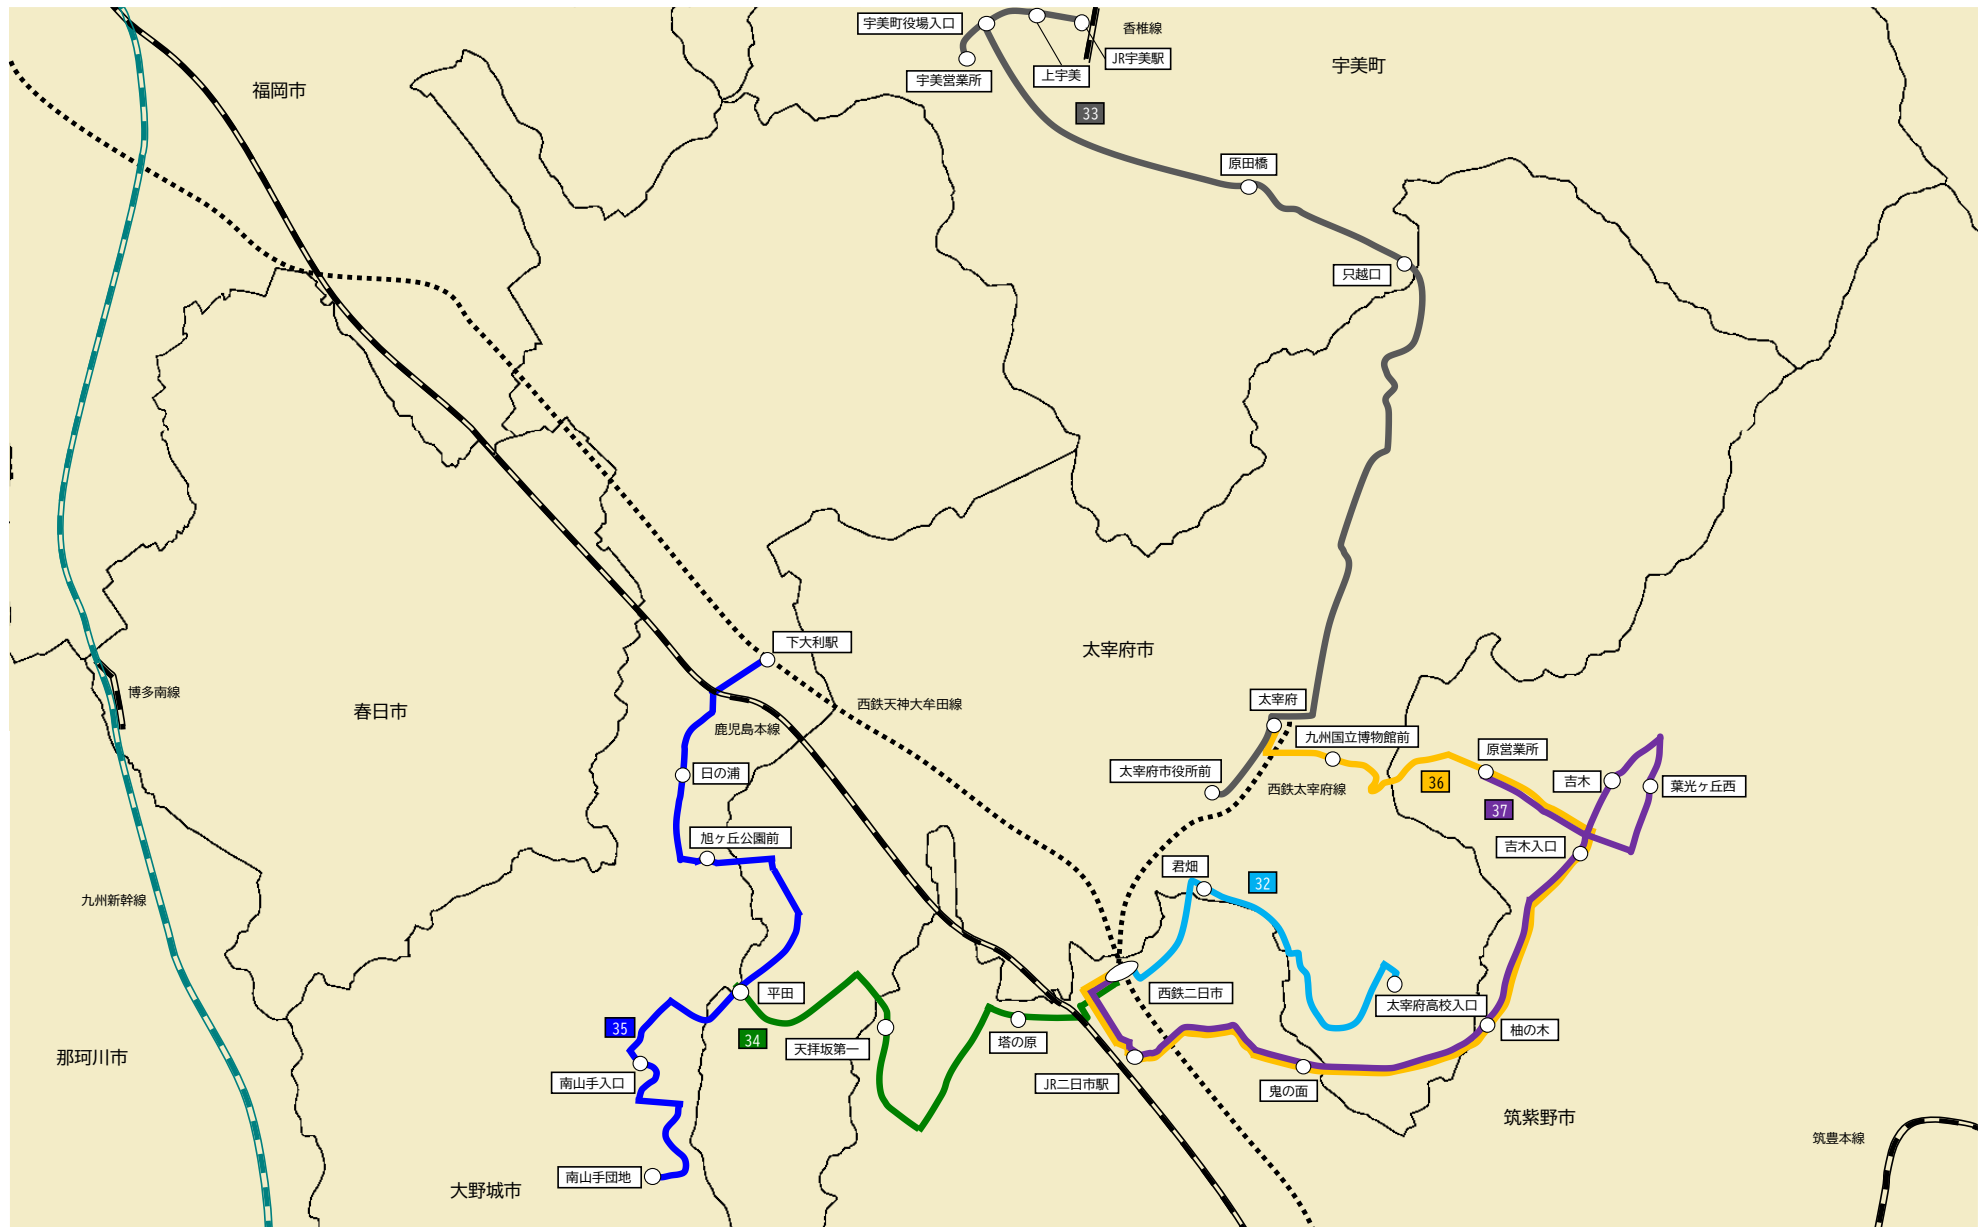 宇美町役場入口
香椎線
JR宇美駅
宇美町
上宇美
宇美営業所
福岡市
33
原田橋
只越口
下大利駅
太宰府市
博多南線
春日市
鹿児島本線
西鉄天神大牟田線
太宰府
九州国立博物館前
原営業所
太宰府市役所前
日の浦
西鉄太宰府線
36
吉木
葉光ヶ丘西
37
旭ヶ丘公園前
吉木入口
君畑
32
九州新幹線
平田
西鉄二日市
太宰府高校入口
35
34
天拝坂第一
塔の原
柚の木
那珂川市
南山手入口
JR二日市駅
鬼の面
筑紫野市
筑豊本線
南山手団地
大野城市